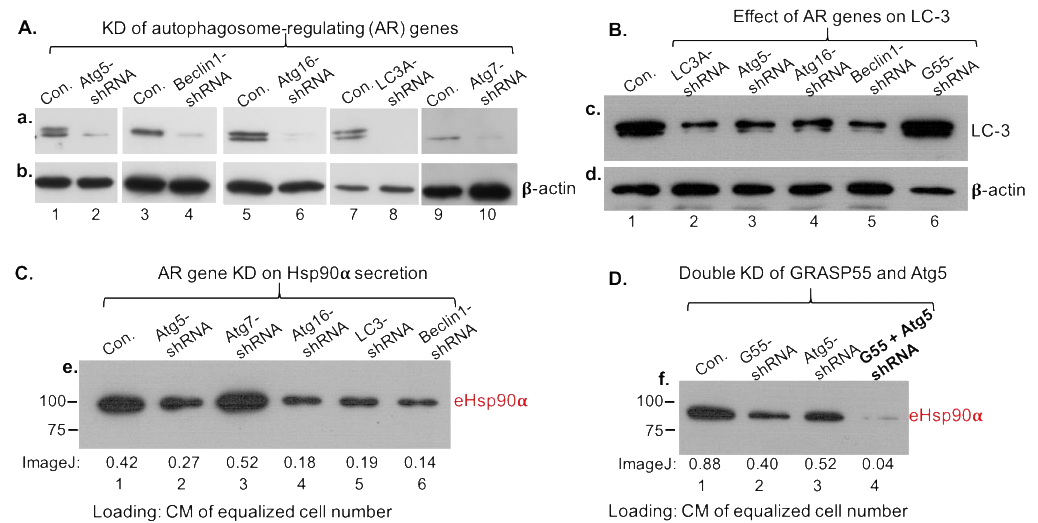 A.
KD of autophagosome-regulating (AR) genes
Con.
Atg5-
shRNA
Con.
Beclin1-
shRNA
Con.
Atg16-
shRNA
Con.
LC3A-
shRNA
Con.
Atg7-
shRNA
a.
b.
β-actin
1 2 3 4 5 6 7 8 9 10
B.
Effect of AR genes on LC-3
Con.
LC3A-
shRNA
Atg5-
shRNA
Atg16-
shRNA
Beclin1-
shRNA
G55-
shRNA
c.
LC-3
d.
β-actin
1 2 3 4 5 6
C.
AR gene KD on Hsp90α secretion
Con.
Atg5-
shRNA
Atg7-
shRNA
Atg16-
shRNA
LC3-
shRNA
Beclin1-
shRNA
e.
100
eHsp90α
75
ImageJ: 0.42 0.27 0.52 0.18 0.19 0.14
1 2 3 4 5 6
Loading: CM of equalized cell number
D.
Double KD of GRASP55 and Atg5
Con.
G55-
shRNA
Atg5-
shRNA
G55 + Atg5
shRNA
f.
100
eHsp90α
75
ImageJ: 0.88 0.40 0.52 0.04
1 2 3 4
Loading: CM of equalized cell number